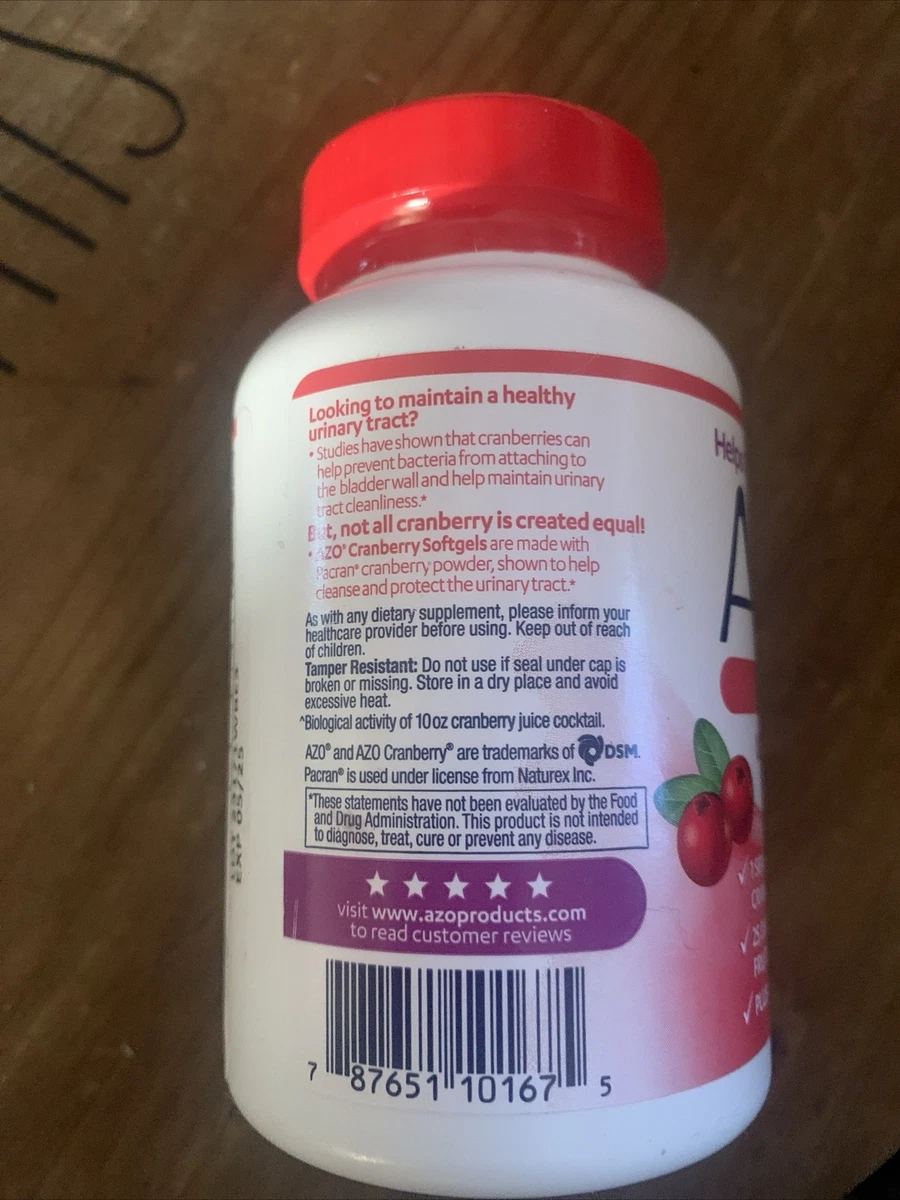 Looking to maintain a healthy
urinary tract?
• Studies have shown that cranberries can
help prevent bacteria from attaching to
the bladder wall and help maintain urinary
tract cleanliness.*
But, not all cranberry is created equal!
• AZO® Cranberry Softgels are made with
Pacran® cranberry powder, shown to help
cleanse and protect the urinary tract.*
As with any dietary supplement, please inform your
healthcare provider before using. Keep out of reach
of children.
Tamper Resistant: Do not use if seal under cap is
broken or missing. Store in a dry place and avoid
excessive heat.
^Biological activity of 10 oz cranberry juice cocktail.
AZO® and AZO Cranberry® are trademarks of DSM.
Pacran® is used under license from Naturex Inc.
*These statements have not been evaluated by the Food
and Drug Administration. This product is not intended
to diagnose, treat, cure or prevent any disease.
visit www.azoproducts.com
to read customer reviews
7 87651 10167 5
EXP 05/25
A